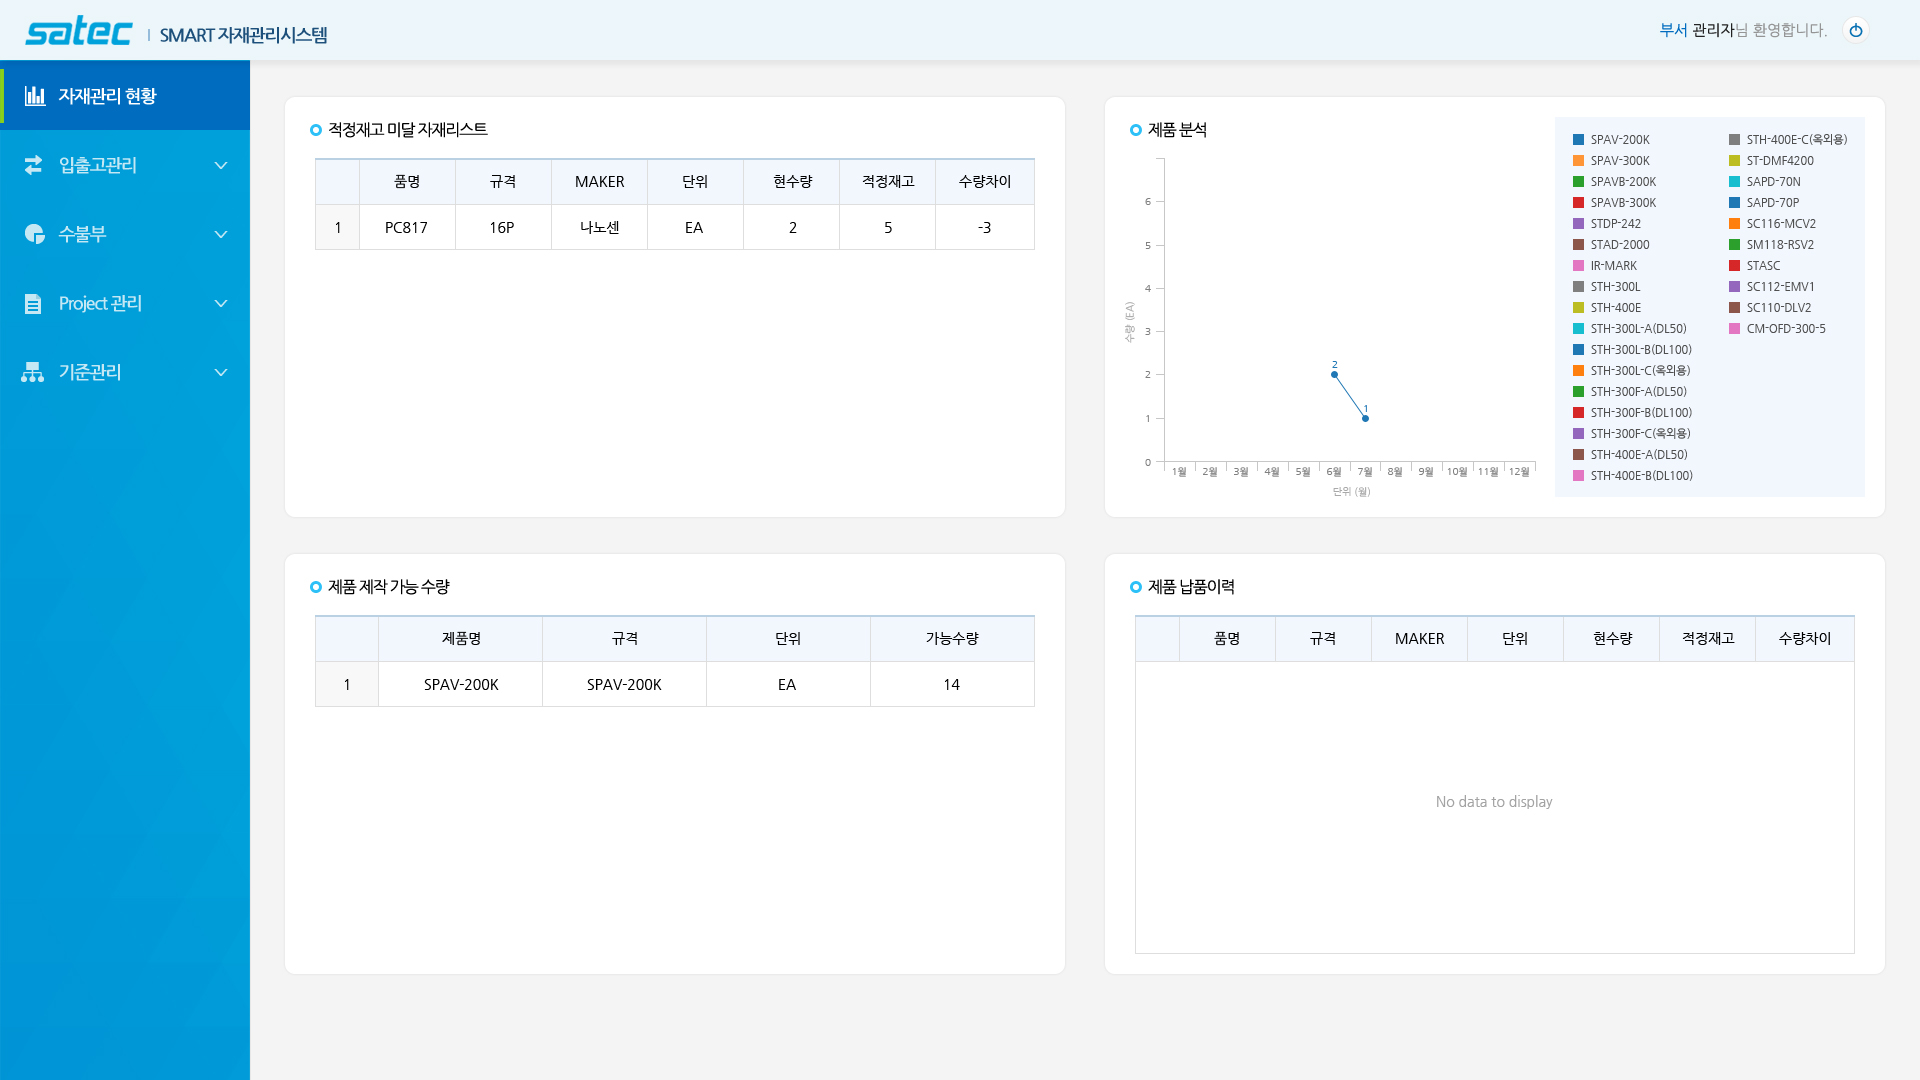 satec | SMART 자재관리시스템
부서 관리자님 환영합니다.
자재관리 현황
입출고관리
수불부
Project 관리
기준관리
적정재고 미달 자재리스트
품명 규격 MAKER 단위 현수량 적정재고 수량차이
1 PC817 16P 나노센 EA 2 5 -3
제품 분석
6
5
4
3
2
1
0
수량 (EA)
2
1
1월 2월 3월 4월 5월 6월 7월 8월 9월 10월 11월 12월
단위 (월)
SPAV-200K
SPAV-300K
SPAVB-200K
SPAVB-300K
STDP-242
STAD-2000
IR-MARK
STH-300L
STH-400E
STH-300L-A(DL50)
STH-300L-B(DL100)
STH-300L-C(옥외용)
STH-300F-A(DL50)
STH-300F-B(DL100)
STH-300F-C(옥외용)
STH-400E-A(DL50)
STH-400E-B(DL100)
STH-400E-C(옥외용)
ST-DMF4200
SAPD-70N
SAPD-70P
SC116-MCV2
SM118-RSV2
STASC
SC112-EMV1
SC110-DLV2
CM-OFD-300-5
제품 제작 가능 수량
제품명 규격 단위 가능수량
1 SPAV-200K SPAV-200K EA 14
제품 납품이력
품명 규격 MAKER 단위 현수량 적정재고 수량차이
No data to display